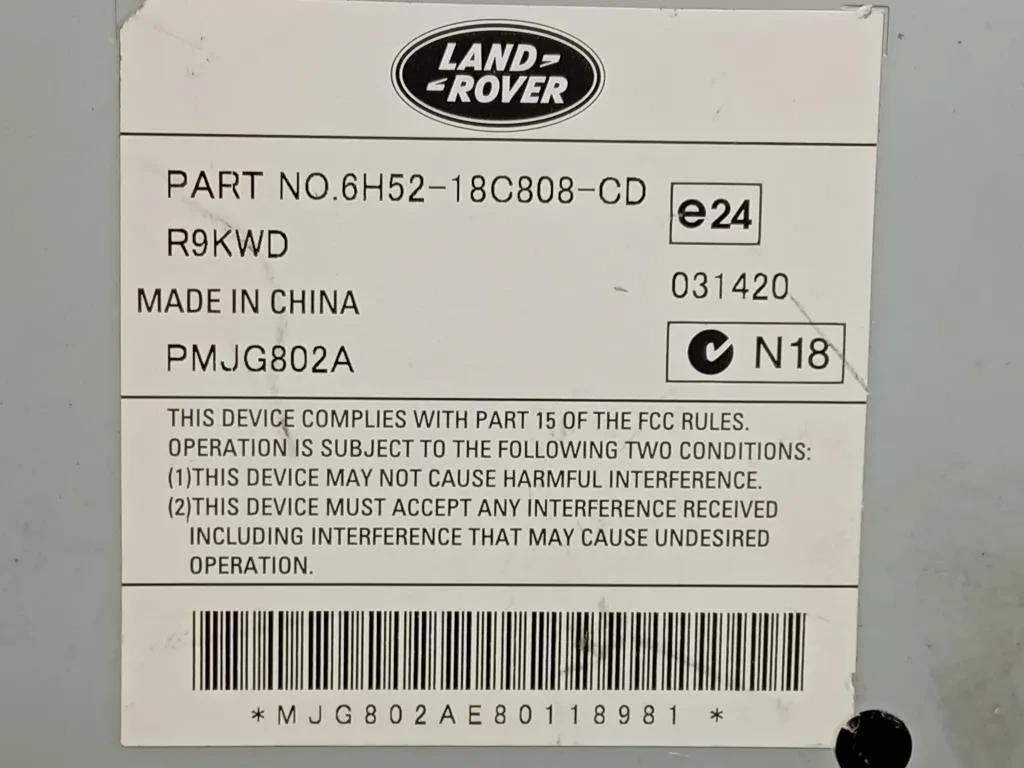 LAND-
-ROVER
PART NO.6H52-18C808-CD
e24
R9KWD
031420
MADE IN CHINA
N18
PMJG802A
THIS DEVICE COMPLIES WITH PART 15 OF THE FCC RULES.
OPERATION IS SUBJECT TO THE FOLLOWING TWO CONDITIONS:
(1)THIS DEVICE MAY NOT CAUSE HARMFUL INTERFERENCE.
(2)THIS DEVICE MUST ACCEPT ANY INTERFERENCE RECEIVED
INCLUDING INTERFERENCE THAT MAY CAUSE UNDESIRED
OPERATION.
*MJG802AE80118981*